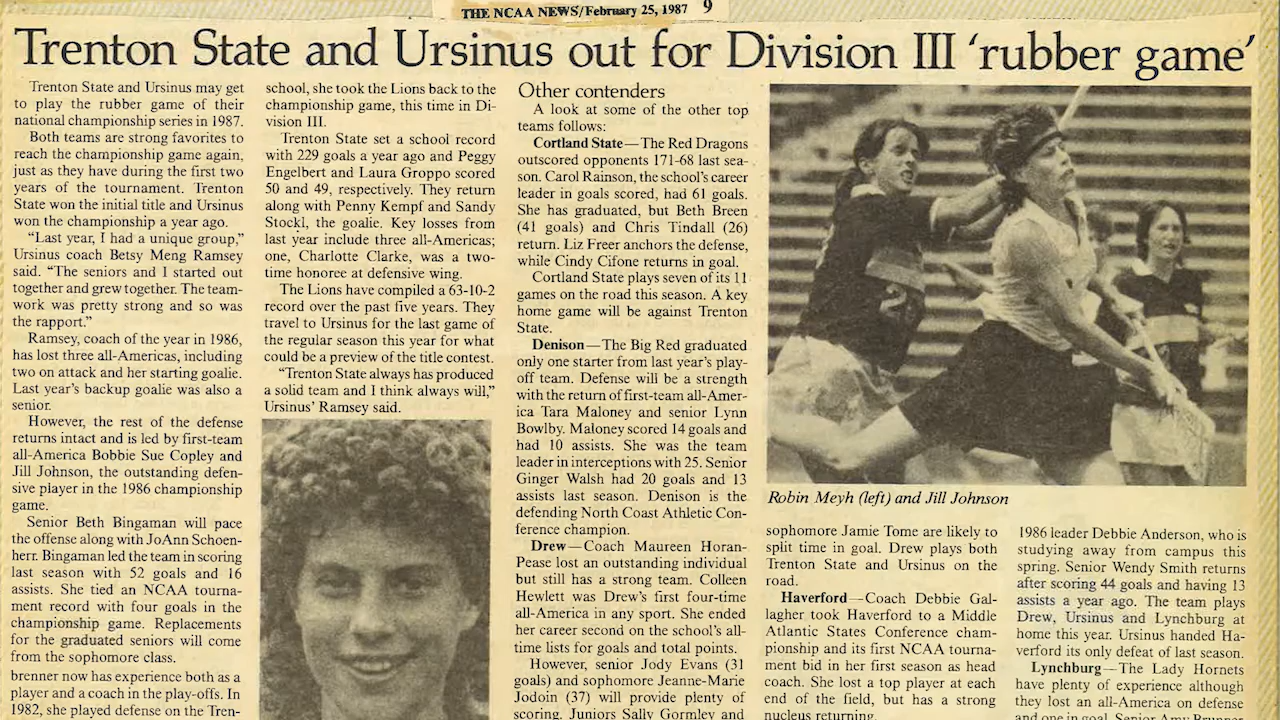 THE NCAA NEWS/February 25, 1987 9
Trenton State and Ursinus out for Division III ‘rubber game’
Trenton State and Ursinus may get
to play the rubber game of their
national championship series in 1987.
Both teams are strong favorites to
reach the championship game again,
just as they have during the first two
years of the tournament. Trenton
State won the initial title and Ursinus
won the championship a year ago.
“Last year, I had a unique group,”
Ursinus coach Betsy Meng Ramsey
said. “The seniors and I started out
together and grew together. The team-
work was pretty strong and so was
the rapport.”
Ramsey, coach of the year in 1986,
has lost three all-Americas, including
two on attack and her starting goalie.
Last year’s backup goalie was also a
senior.
However, the rest of the defense
returns intact and is led by first-team
all-America Bobbie Sue Copley and
Jill Johnson, the outstanding defen-
sive player in the 1986 championship
game.
Senior Beth Bingaman will pace
the offense along with JoAnn Schoen-
herr. Bingaman led the team in scoring
last season with 52 goals and 16
assists. She tied an NCAA tourna-
ment record with four goals in the
championship game. Replacements
for the graduated seniors will come
from the sophomore class.
brenner now has experience both as a
player and a coach in the play-offs. In
1982, she played defense on the Tren-
school, she took the Lions back to the
championship game, this time in Di-
vision III.
Trenton State set a school record
with 229 goals a year ago and Peggy
Engelbert and Laura Groppo scored
50 and 49, respectively. They return
along with Penny Kempf and Sandy
Stockl, the goalie. Key losses from
last year include three all-Americas;
one, Charlotte Clarke, was a two-
time honoree at defensive wing.
The Lions have compiled a 63-10-2
record over the past five years. They
travel to Ursinus for the last game of
the regular season this year for what
could be a preview of the title contest.
“Trenton State always has produced
a solid team and I think always will,”
Ursinus’ Ramsey said.
Other contenders
A look at some of the other top
teams follows:
Cortland State—The Red Dragons
outscored opponents 171-68 last sea-
son. Carol Rainson, the school’s career
leader in goals scored, had 61 goals.
She has graduated, but Beth Breen
(41 goals) and Chris Tindall (26)
return. Liz Freer anchors the defense,
while Cindy Cifone returns in goal.
Cortland State plays seven of its 11
games on the road this season. A key
home game will be against Trenton
State.
Denison—The Big Red graduated
only one starter from last year’s play-
off team. Defense will be a strength
with the return of first-team all-Amer-
ica Tara Maloney and senior Lynn
Bowlby. Maloney scored 14 goals and
had 10 assists. She was the team
leader in interceptions with 25. Senior
Ginger Walsh had 20 goals and 13
assists last season. Denison is the
defending North Coast Athletic Con-
ference champion.
Drew—Coach Maureen Horan-
Pease lost an outstanding individual
but still has a strong team. Colleen
Hewlett was Drew’s first four-time
all-America in any sport. She ended
her career second on the school’s all-
time lists for goals and total points.
However, senior Jody Evans (31
goals) and sophomore Jeanne-Marie
Jodoin (37) will provide plenty of
scoring. Juniors Sally Gormley and
2
Robin Meyh (left) and Jill Johnson
sophomore Jamie Tome are likely to
split time in goal. Drew plays both
Trenton State and Ursinus on the
road.
Haverford—Coach Debbie Gal-
lagher took Haverford to a Middle
Atlantic States Conference cham-
pionship and its first NCAA tourna-
ment bid in her first season as head
coach. She lost a top player at each
end of the field, but has a strong
nucleus returning.
1986 leader Debbie Anderson, who is
studying away from campus this
spring. Senior Wendy Smith returns
after scoring 44 goals and having 13
assists a year ago. The team plays
Drew, Ursinus and Lynchburg at
home this year. Ursinus handed Ha-
verford its only defeat of last season.
Lynchburg—The Lady Hornets
have plenty of experience although
they lost an all-America on defense
and one in goal. Senior Amy Brunner